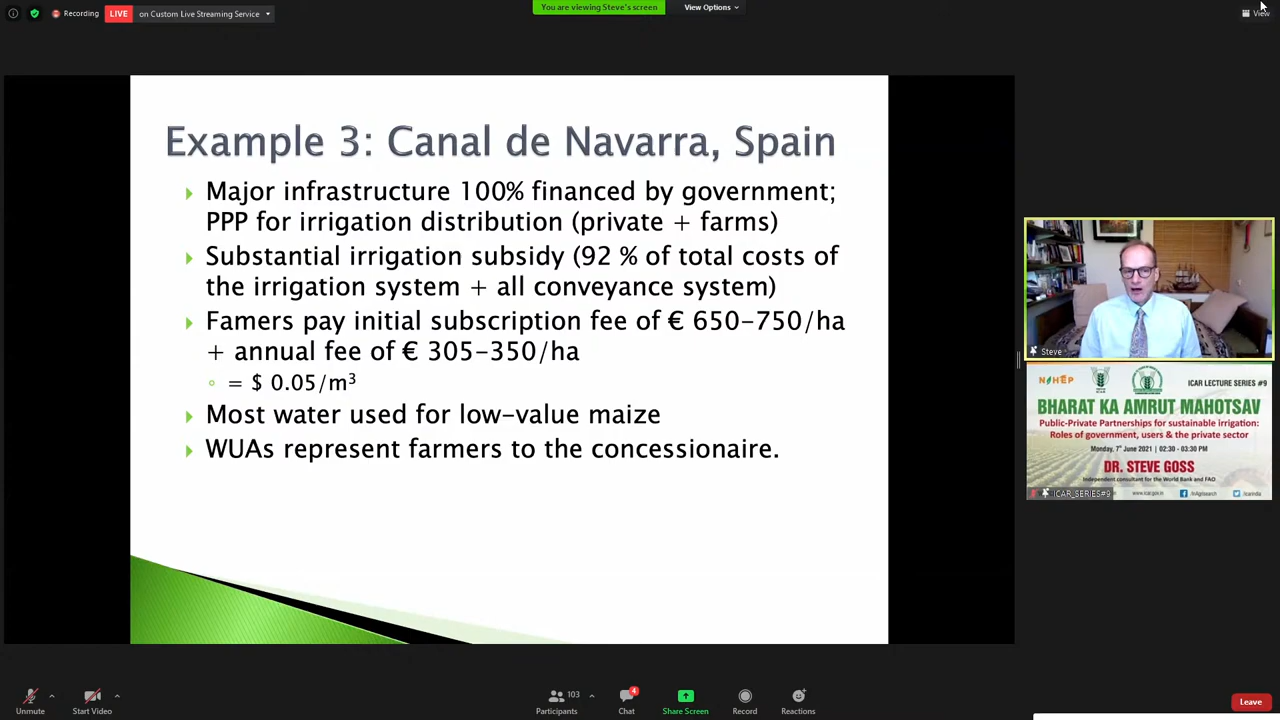 Recording
LIVE
on Custom Live Streaming Service
You are viewing Steve's screen
View Options
View
Example 3: Canal de Navarra, Spain
Major infrastructure 100% financed by government;
PPP for irrigation distribution (private + farms)
Substantial irrigation subsidy (92 % of total costs of
the irrigation system + all conveyance system)
Famers pay initial subscription fee of € 650-750/ha
+ annual fee of € 305-350/ha
= $ 0.05/m³
Most water used for low-value maize
WUAs represent farmers to the concessionaire.
Steve
NAHEP
ICAR LECTURE SERIES #9
BHARAT KA AMRUT MAHOTSAV
Public-Private Partnerships for sustainable irrigation:
Roles of government, users & the private sector
Monday, 7th June 2021 | 02:30 - 03:30 PM
DR. STEVE GOSS
Independent consultant for the World Bank and FAO
ICAR_SERIES#9
www.icar.gov.in
/InAgrisearch
/icarindia
Unmute
Start Video
103
Participants
4
Chat
Share Screen
Record
Reactions
Leave